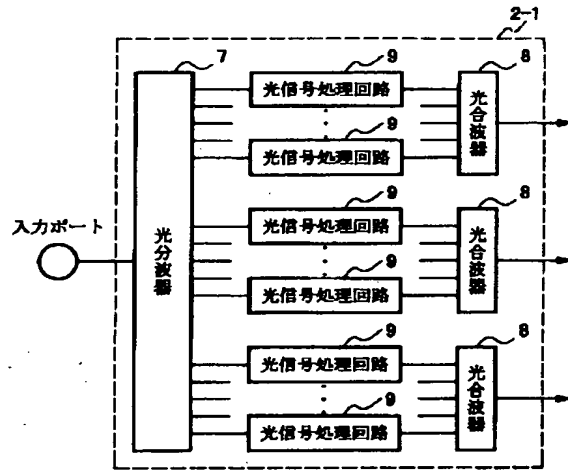 2-1
7
9
8
光信号処理回路
光合波器
9
光信号処理回路
9
8
入力ポート
光分波器
光信号処理回路
光合波器
9
光信号処理回路
9
8
光信号処理回路
光合波器
9
光信号処理回路